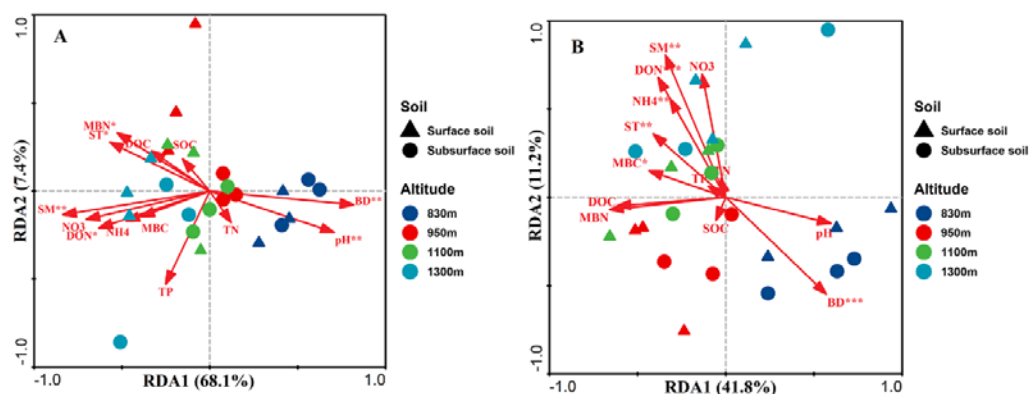 1.0
A
RDA2 (7.4%)
MBN*
ST*
DOC
SOC
SM**
NO3
DON*
NH4
MBC
TN
TP
BD**
pH**
-1.0
-1.0
RDA1 (68.1%)
1.0
Soil
Surface soil
Subsurface soil
Altitude
830m
950m
1100m
1300m
1.0
B
RDA2 (11.2%)
SM**
DON***
NO3
NH4**
ST**
MBC*
DOC
MBN
SOC
pH
BD***
-1.0
-1.0
RDA1 (41.8%)
1.0
Soil
Surface soil
Subsurface soil
Altitude
830m
950m
1100m
1300m